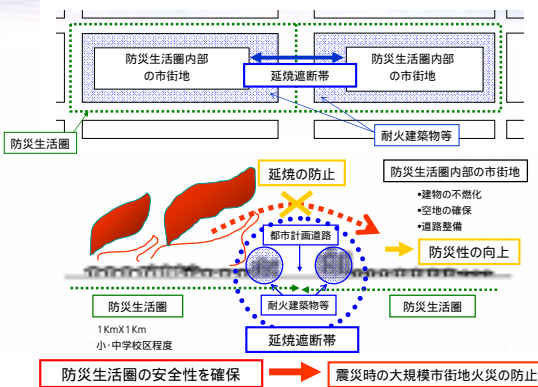 防災生活圏内部
の市街地
防災生活圏内部
の市街地
延焼遮断帯
耐火建築物等
防災生活圏
延焼の防止
防災生活圏内部の市街地
•建物の不燃化
•空地の確保
•道路整備
都市計画道路
防災性の向上
防災生活圏
耐火建築物等
防災生活圏
1KmX1Km
小・中学校区程度
延焼遮断帯
防災生活圏の安全性を確保
震災時の大規模市街地火災の防止